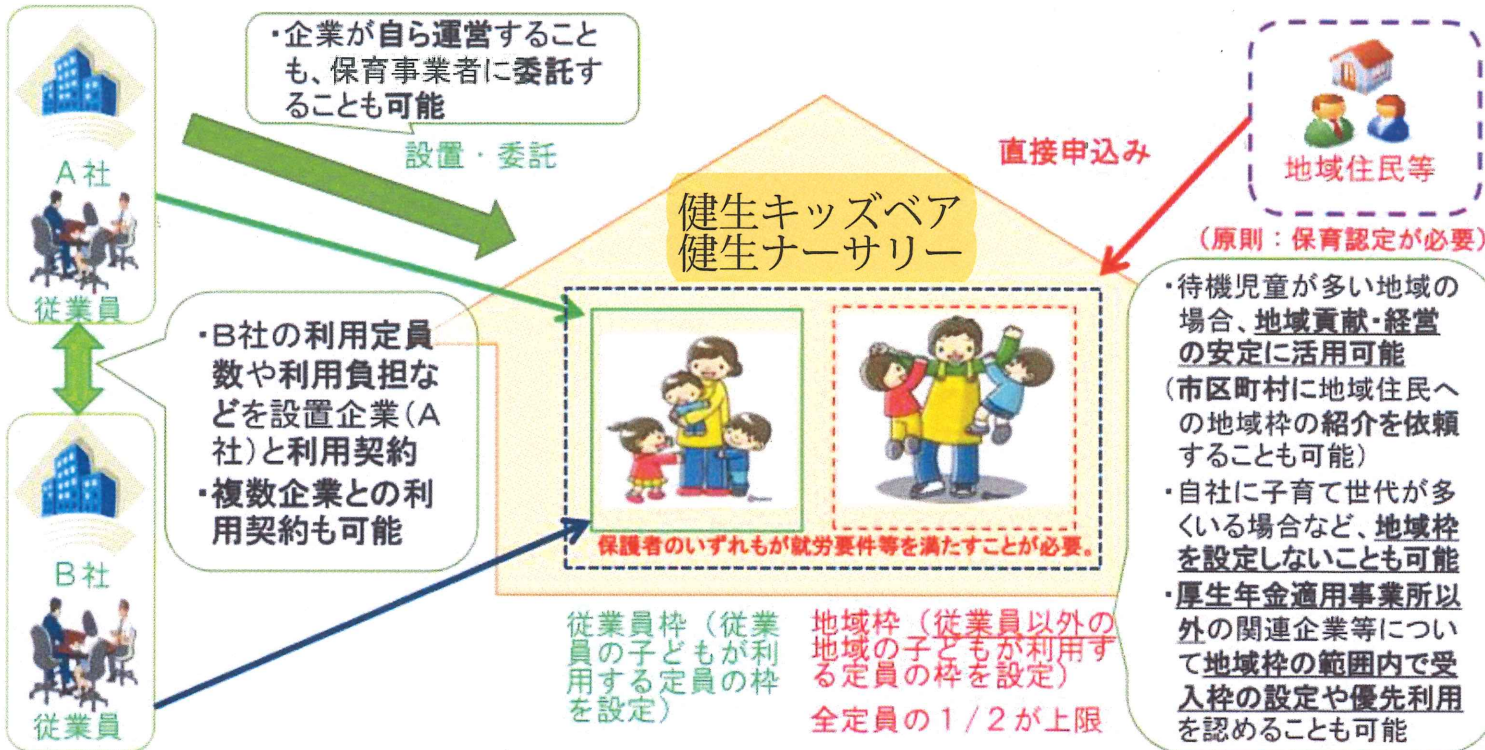 ・企業が自ら運営すること
も、保育事業者に委託す
ることも可能
設置・委託
A社
従業員
・B社の利用定員
数や利用負担な
どを設置企業(A
社)と利用契約
・複数企業との利
用契約も可能
B社
従業員
健生キッズベア
健生ナーサリー
保護者のいずれもが就労要件等を満たすことが必要。
従業員枠(従業
員の子どもが利
用する定員の枠
を設定)
地域枠(従業員以外の
地域の子どもが利用す
る定員の枠を設定)
全定員の1/2が上限
直接申込み
地域住民等
(原則:保育認定が必要)
・待機児童が多い地域の
場合、地域貢献・経営
の安定に活用可能
(市区町村に地域住民へ
の地域枠の紹介を依頼
することも可能)
・自社に子育て世代が多
くいる場合など、地域枠
を設定しないことも可能
・厚生年金適用事業所以
外の関連企業等につい
て地域枠の範囲内で受
入枠の設定や優先利用
を認めることも可能